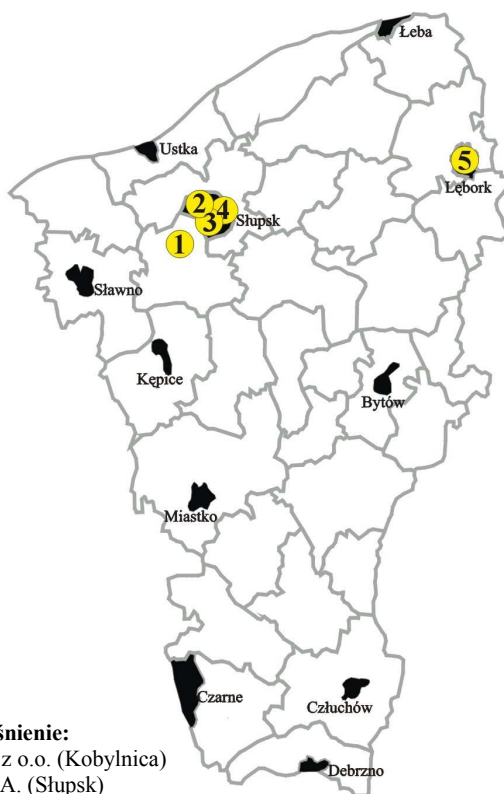 Łeba
Ustka
5
Lębork
2
4
3
Słupsk
1
Sławno
Kępice
Bytów
Miastko
Czarne
Człuchów
śnienie:
z o.o. (Kobylnica)
A. (Słupsk)
Debrzno